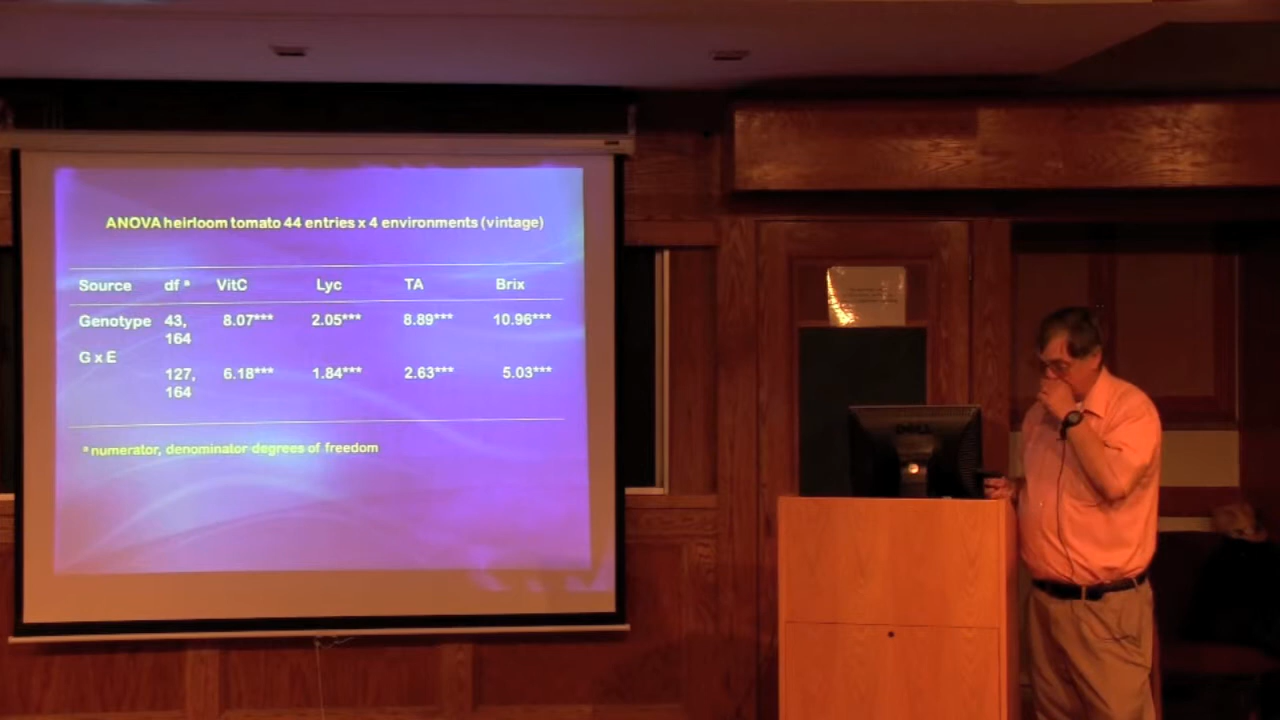 ANOVA heirloom tomato 44 entries x 4 environments (vintage)
Source df ª VitC Lyc TA Brix
Genotype 43, 8.07*** 2.05*** 8.89*** 10.96***
164
G x E
127, 6.18*** 1.84*** 2.63*** 5.03***
164
ª numerator, denominator degrees of freedom
DELL